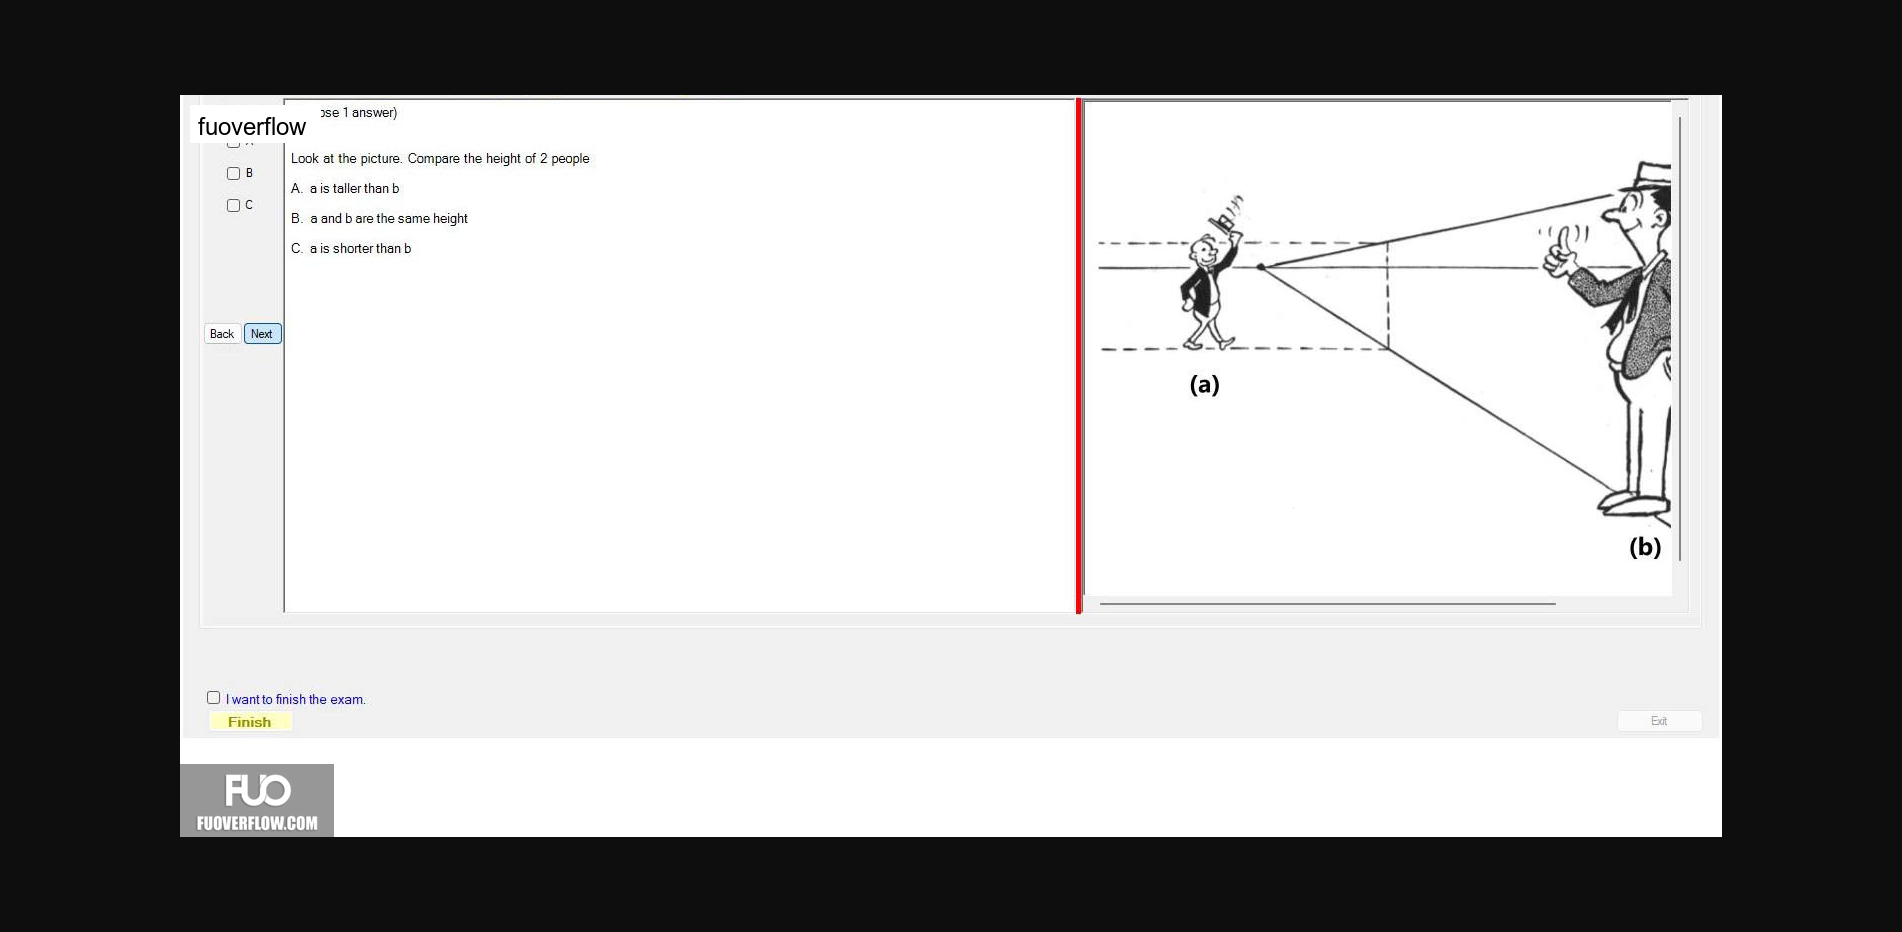 fuoverflow
ose 1 answer)
Look at the picture. Compare the height of 2 people
A. a is taller than b
B. a and b are the same height
C. a is shorter than b
B
C
Back Next
(a)
(b)
I want to finish the exam.
Finish
Exit
FUO
FUOVERFLOW.COM